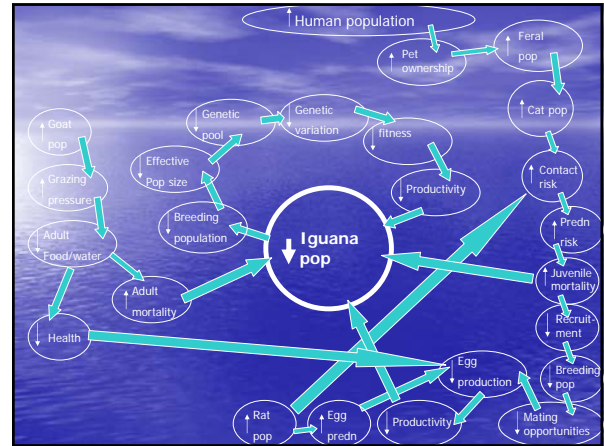 ↑ Human population
↑ Pet
ownership
↑ Feral
pop
↑ Cat pop
↑ Contact
risk
↑ Predn
risk
↑ Juvenile
mortality
↓ Recruit-
ment
↓ Breeding
pop
↓ Mating
opportunities
↓ Egg
production
↓ Productivity
↑ Egg
predn
↑ Rat
pop
↑ Goat
pop
↑ Grazing
pressure
↓ Adult
Food/water
↓ Health
↑ Adult
mortality
↓ Iguana
pop
↓ Breeding
population
↓ Effective
Pop size
↓ Genetic
pool
↓ Genetic
variation
↓ fitness
↓ Productivity